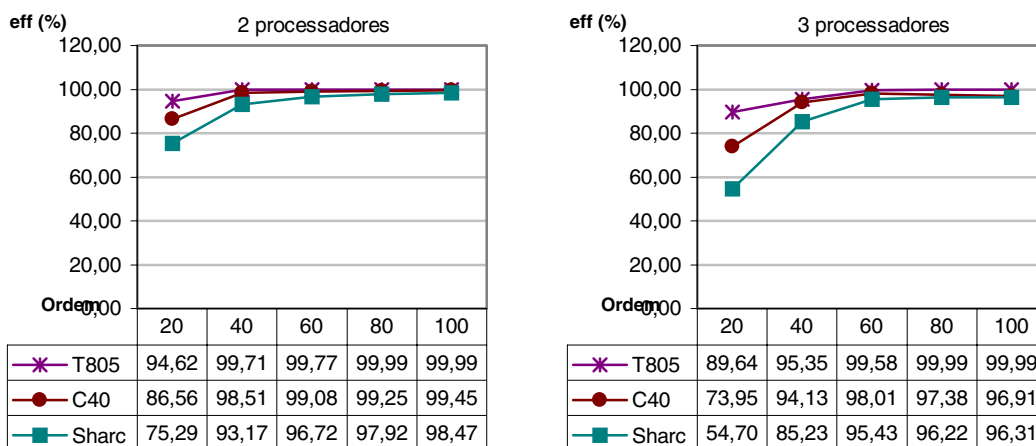 eff (%) 2 processadores
120,00
100,00
80,00
60,00
40,00
20,00
0,00
Ordem
20 40 60 80 100
T805 94,62 99,71 99,77 99,99 99,99
C40 86,56 98,51 99,08 99,25 99,45
Sharc 75,29 93,17 96,72 97,92 98,47
eff (%) 3 processadores
120,00
100,00
80,00
60,00
40,00
20,00
0,00
Ordem
20 40 60 80 100
T805 89,64 95,35 99,58 99,99 99,99
C40 73,95 94,13 98,01 97,38 96,91
Sharc 54,70 85,23 95,43 96,22 96,31